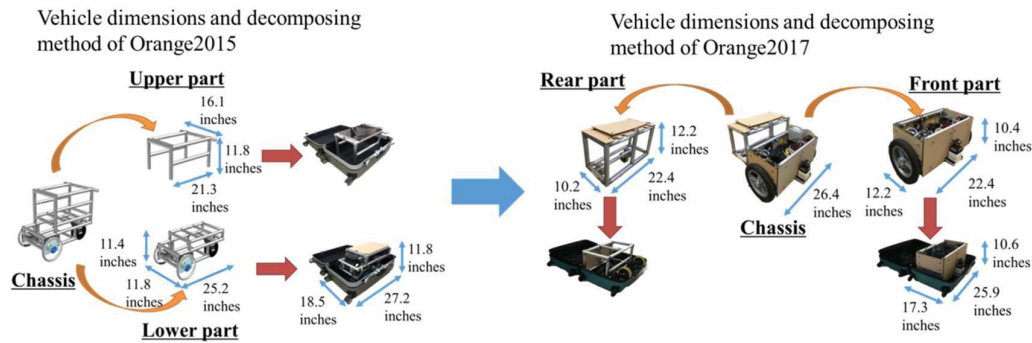 Vehicle dimensions and decomposing
method of Orange2015
Upper part
16.1
inches
11.8
inches
21.3
inches
Chassis
11.4
inches
11.8
inches
25.2
inches
Lower part
11.8
inches
18.5
inches
27.2
inches
Vehicle dimensions and decomposing
method of Orange2017
Rear part
12.2
inches
10.2
inches
22.4
inches
26.4
inches
Chassis
Front part
10.4
inches
12.2
inches
22.4
inches
10.6
inches
17.3
inches
25.9
inches